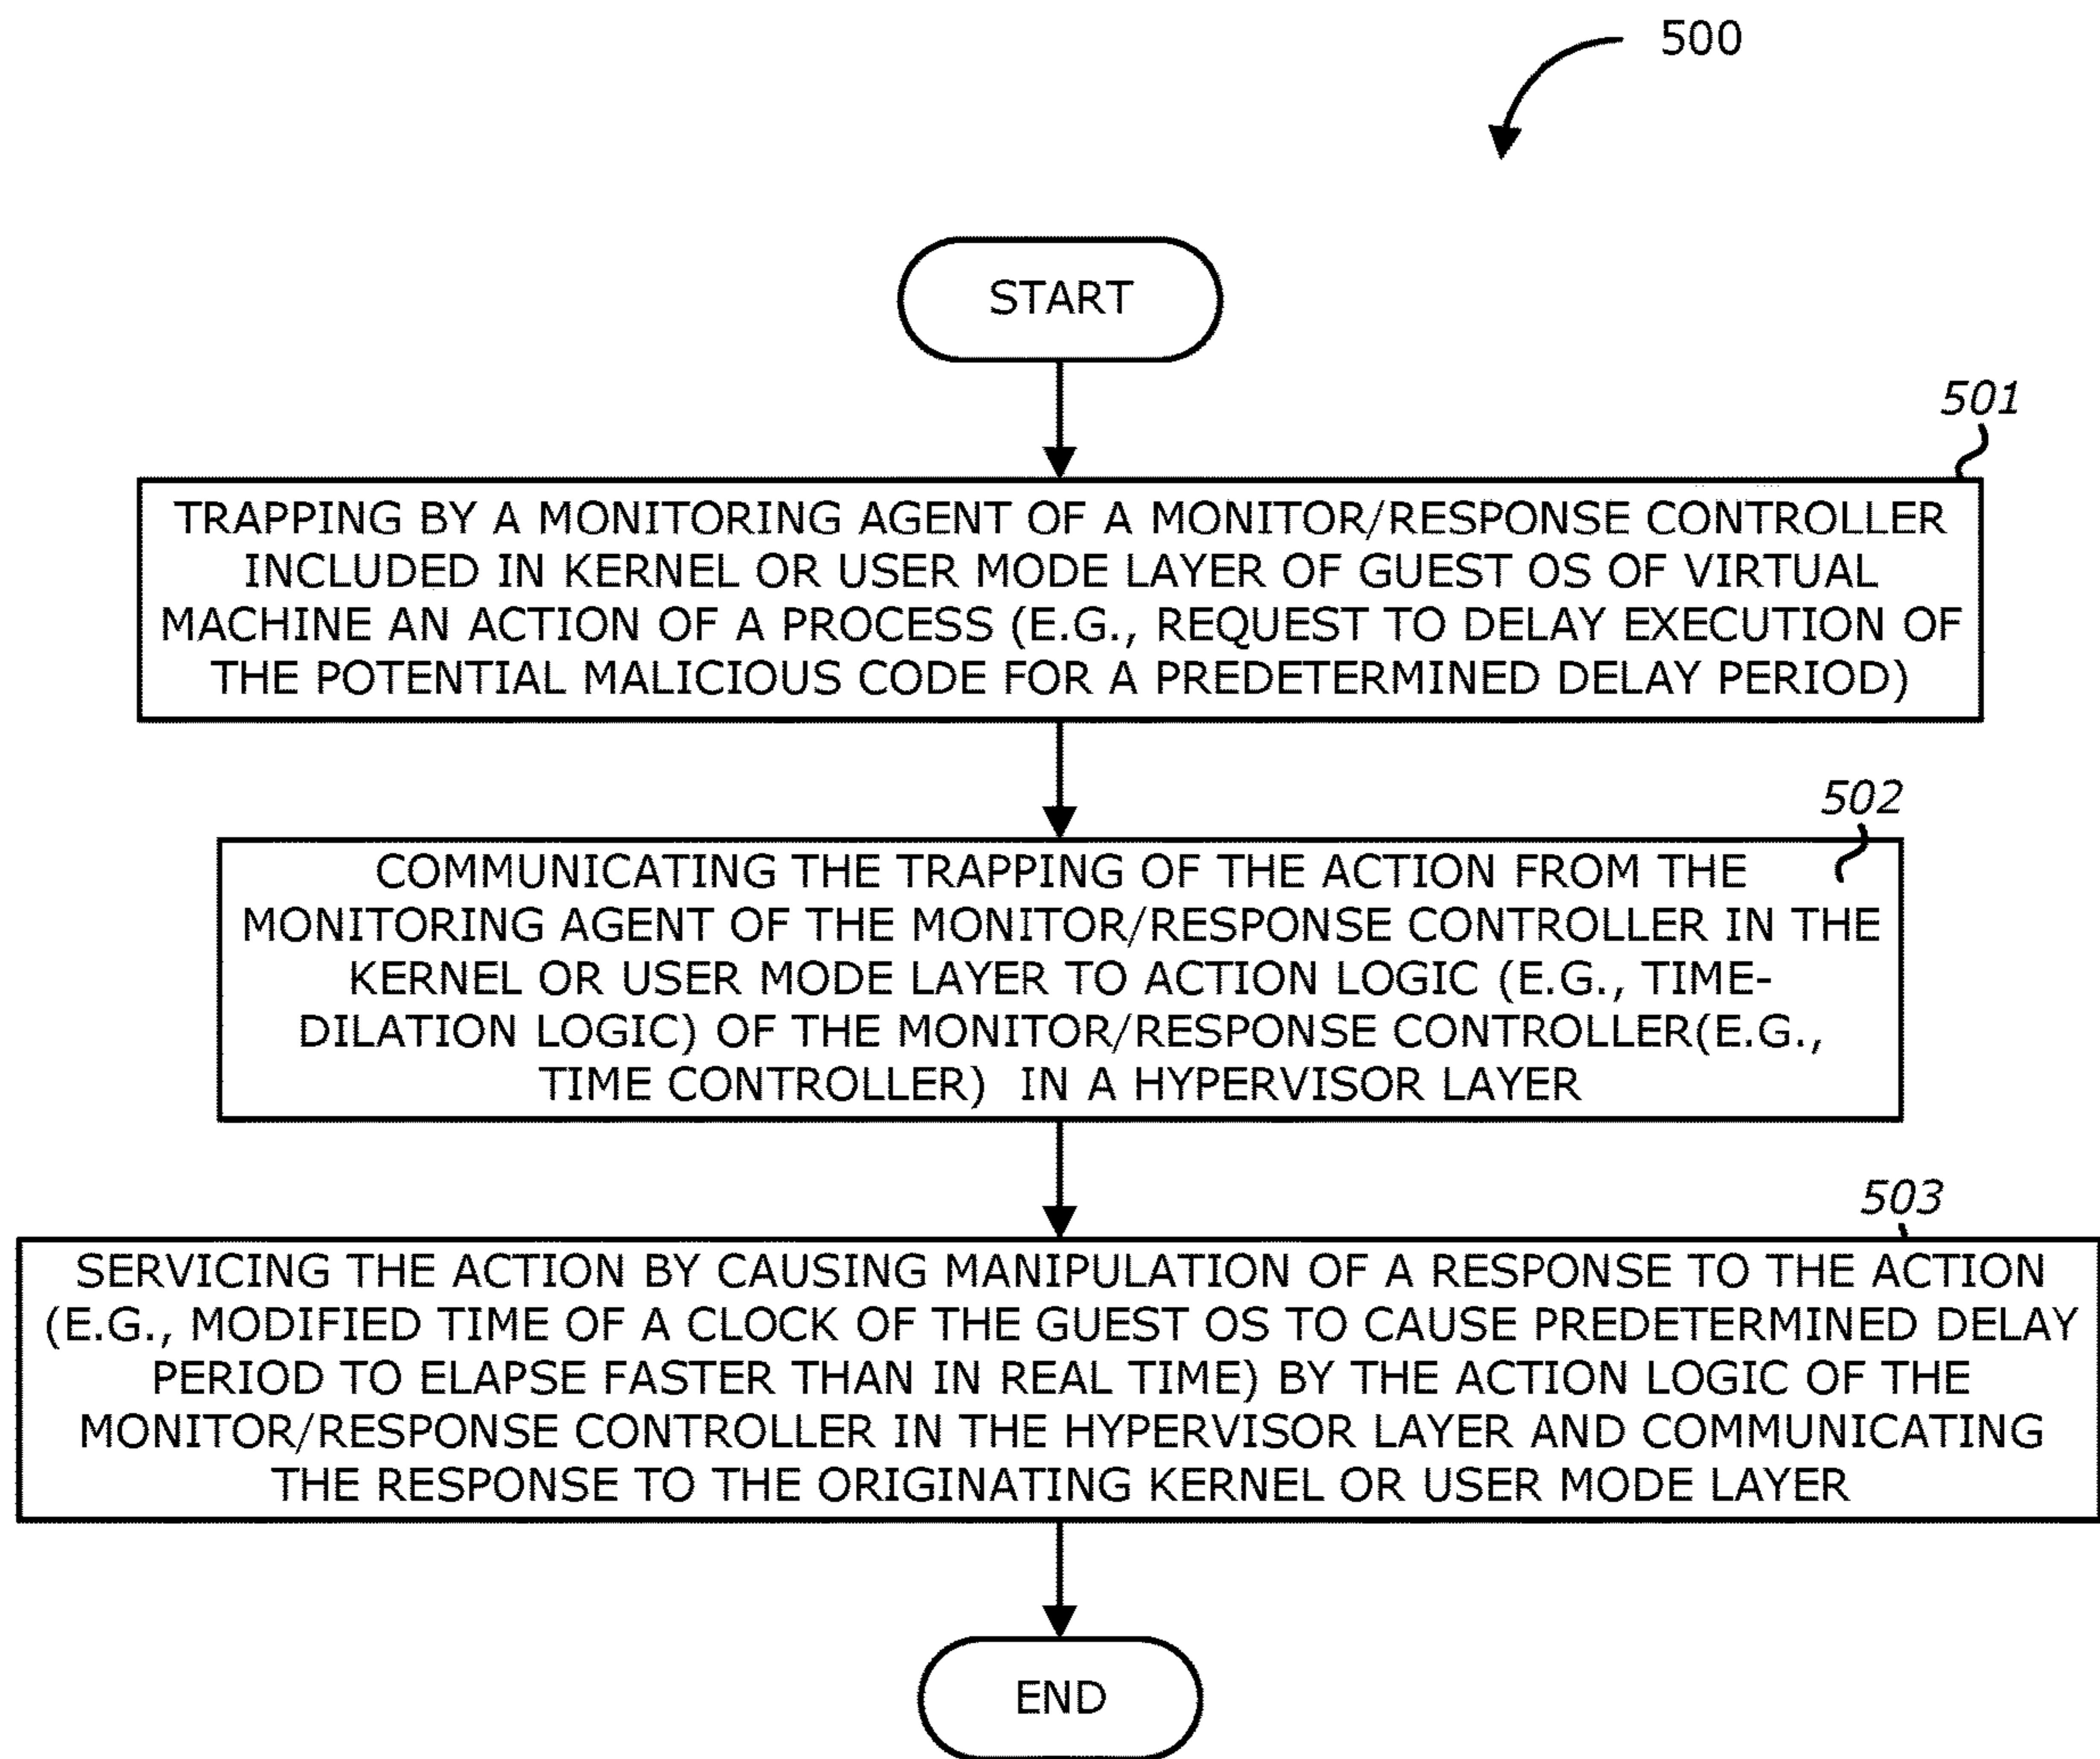 500
START
501
TRAPPING BY A MONITORING AGENT OF A MONITOR/RESPONSE CONTROLLER
INCLUDED IN KERNEL OR USER MODE LAYER OF GUEST OS OF VIRTUAL
MACHINE AN ACTION OF A PROCESS (E.G., REQUEST TO DELAY EXECUTION OF
THE POTENTIAL MALICIOUS CODE FOR A PREDETERMINED DELAY PERIOD)
502
COMMUNICATING THE TRAPPING OF THE ACTION FROM THE
MONITORING AGENT OF THE MONITOR/RESPONSE CONTROLLER IN THE
KERNEL OR USER MODE LAYER TO ACTION LOGIC (E.G., TIME-
DILATION LOGIC) OF THE MONITOR/RESPONSE CONTROLLER(E.G.,
TIME CONTROLLER) IN A HYPERVISOR LAYER
503
SERVICING THE ACTION BY CAUSING MANIPULATION OF A RESPONSE TO THE ACTION
(E.G., MODIFIED TIME OF A CLOCK OF THE GUEST OS TO CAUSE PREDETERMINED DELAY
PERIOD TO ELAPSE FASTER THAN IN REAL TIME) BY THE ACTION LOGIC OF THE
MONITOR/RESPONSE CONTROLLER IN THE HYPERVISOR LAYER AND COMMUNICATING
THE RESPONSE TO THE ORIGINATING KERNEL OR USER MODE LAYER
END